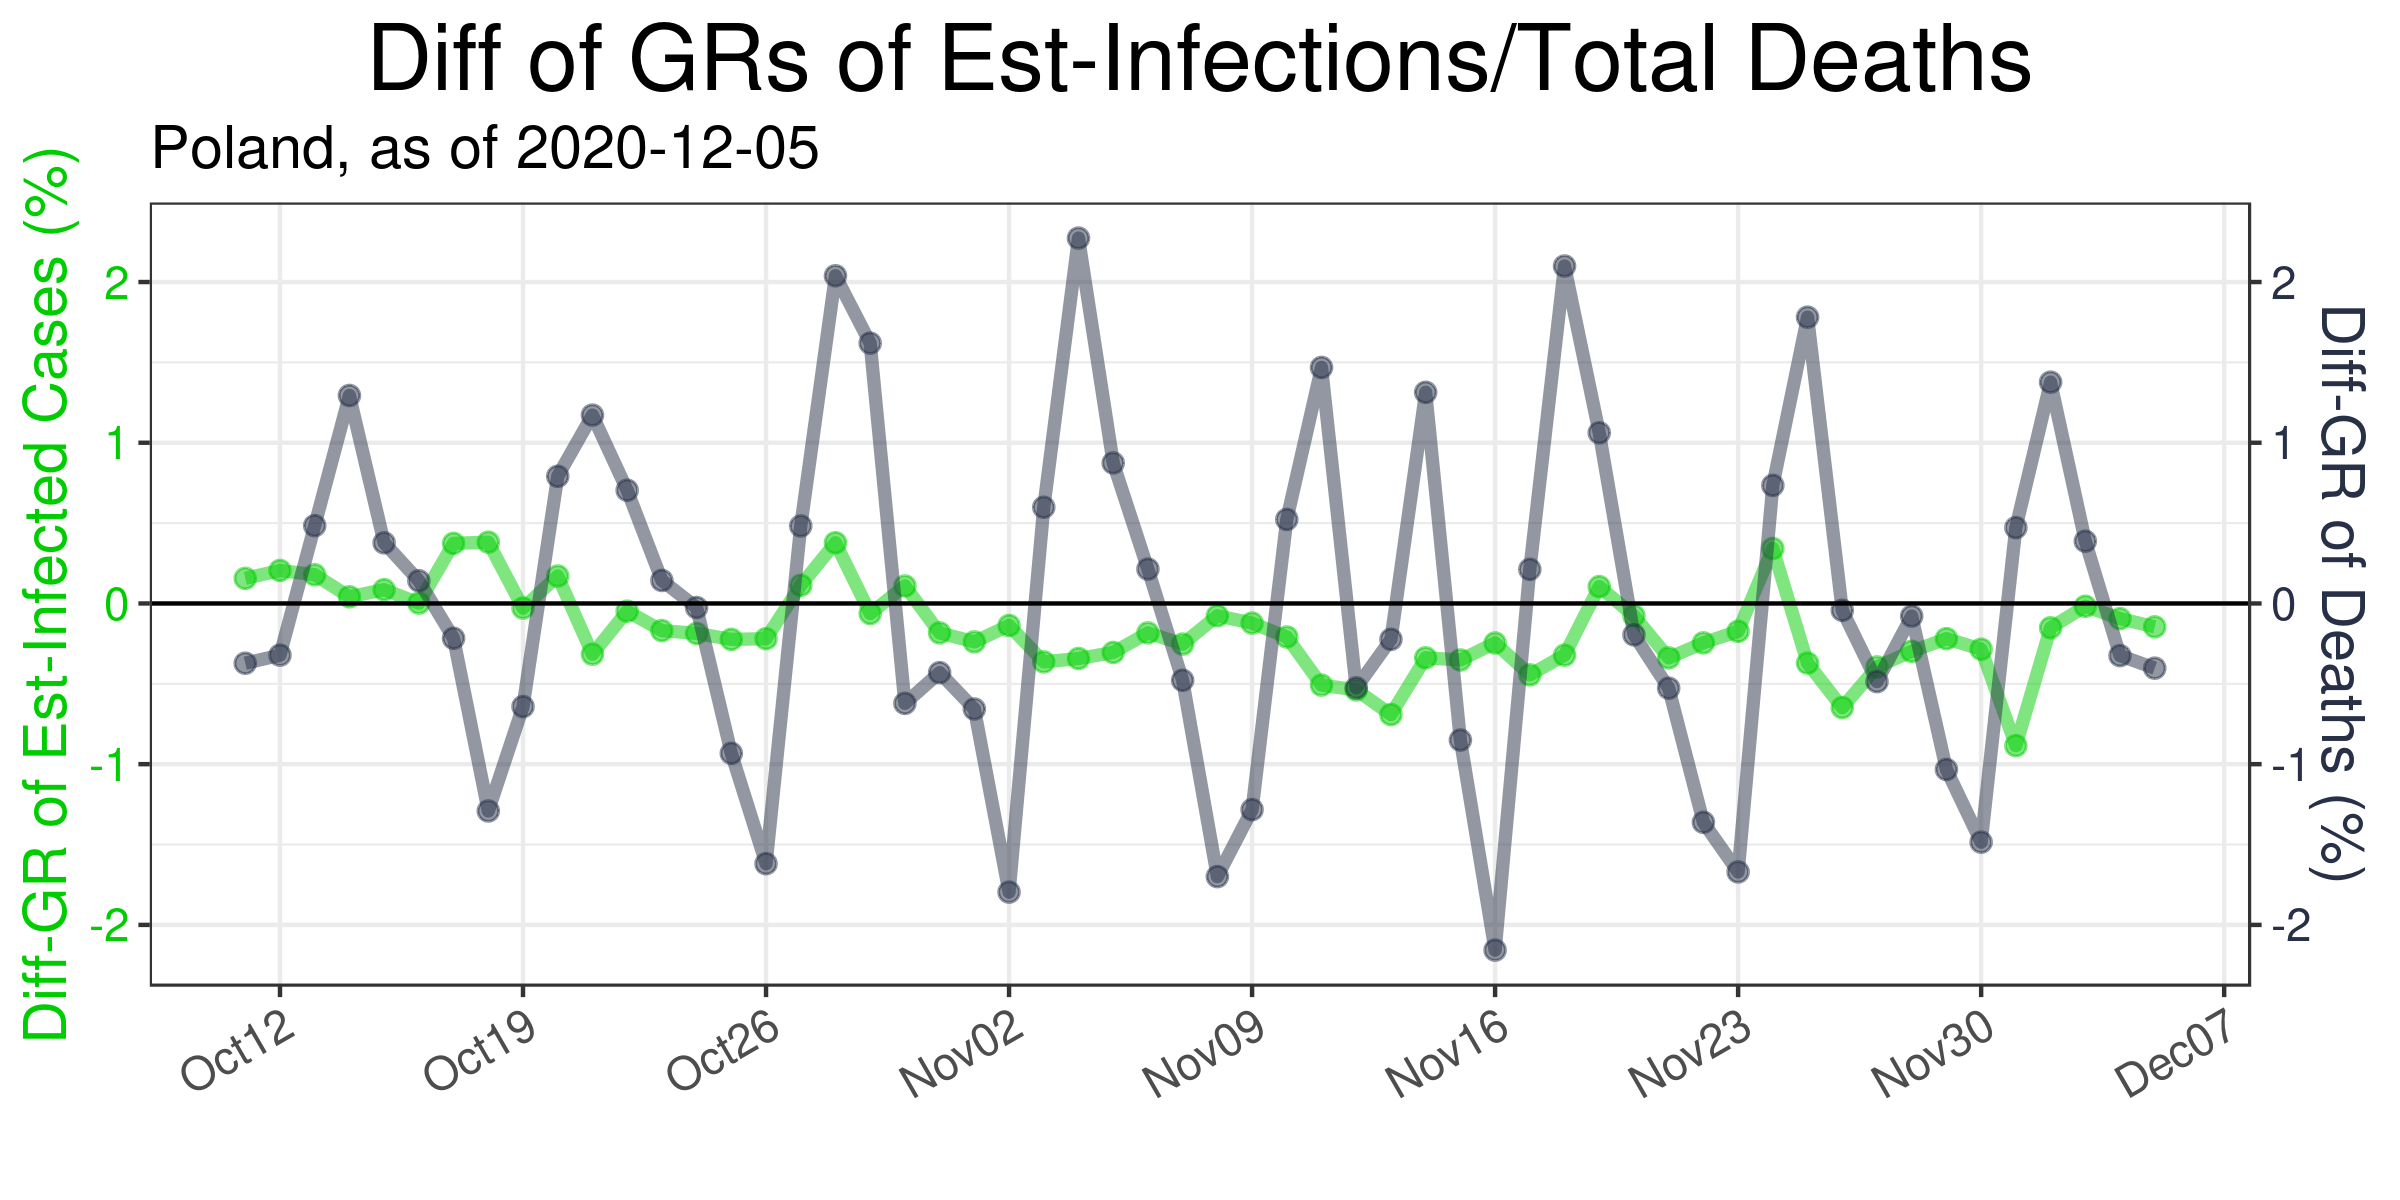 Diff of GRs of Est-Infections/Total Deaths
Poland, as of 2020-12-05
Diff-GR of Est-Infected Cases (%)
2
1
0
-1
-2
2
1
0
-1
-2
Diff-GR of Deaths (%)
Oct12
Oct19
Oct26
Nov02
Nov09
Nov16
Nov23
Nov30
Dec07